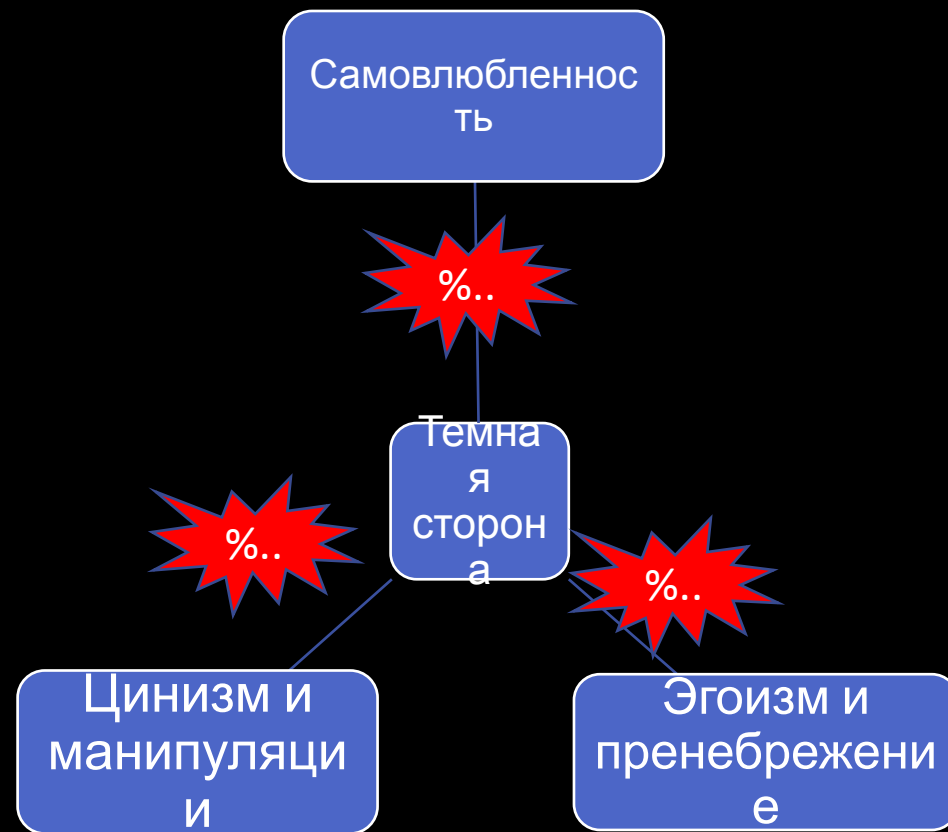 Самовлюбленнос
ть
%..
Темна
я
сторон
а
%..
%..
Цинизм и
манипуляци
и
Эгоизм и
пренебрежени
е